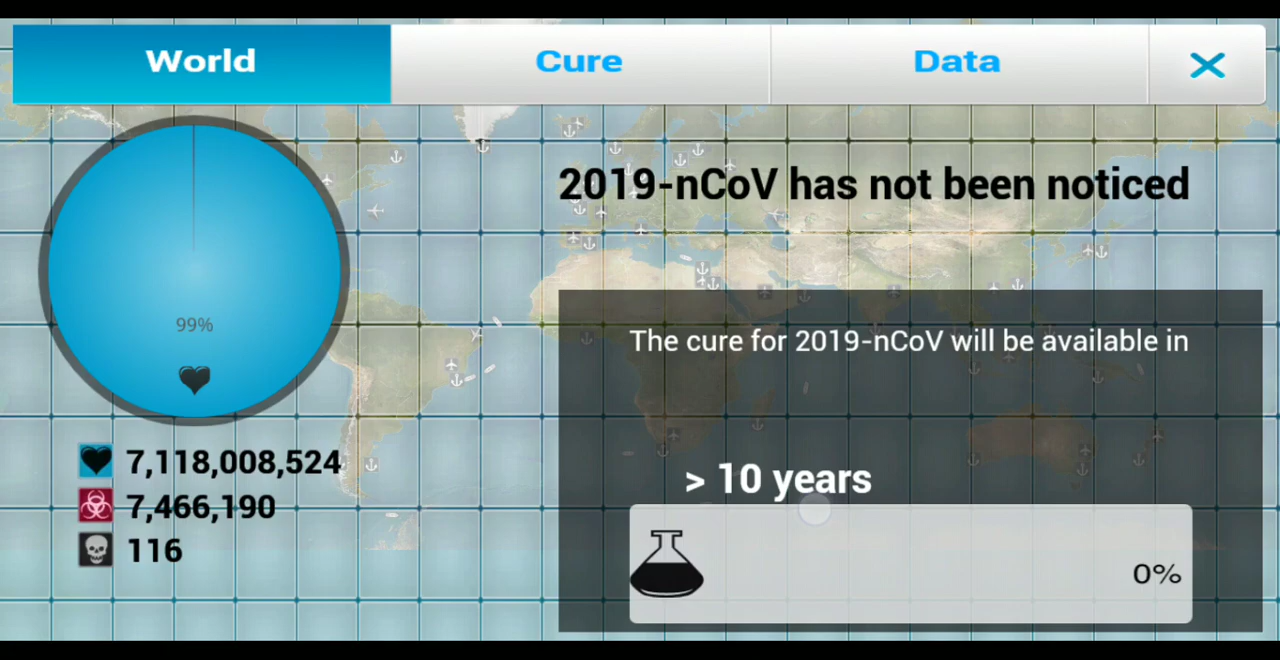 World
Cure
Data
2019-nCoV has not been noticed
99%
The cure for 2019-nCoV will be available in
> 10 years
7,118,008,524
7,466,190
116
0%